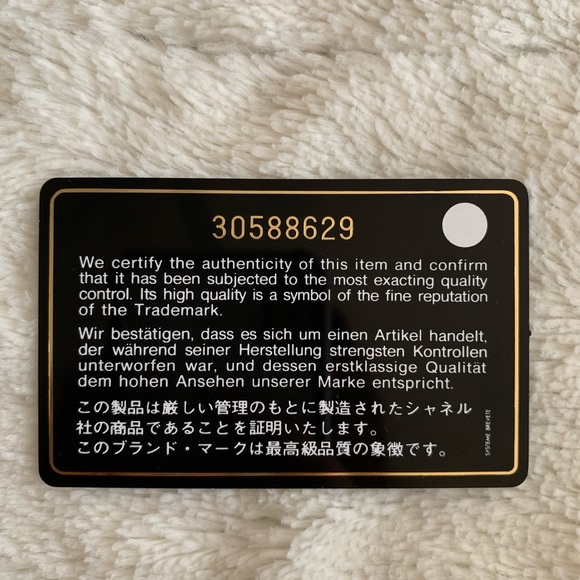 30588629
We certify the authenticity of this item and confirm
that it has been subjected to the most exacting quality
control. Its high quality is a symbol of the fine reputation
of the Trademark.
Wir bestätigen, dass es sich um einen Artikel handelt,
der während seiner Herstellung strengsten Kontrollen
unterworfen war, und dessen erstklassige Qualität
dem hohen Ansehen unserer Marke entspricht.
この製品は厳しい管理のもとに製造されたシャネル
社の商品であることを証明いたします。
このブランド・マークは最高級品質の象徴です。
SYSTEME BREVETE